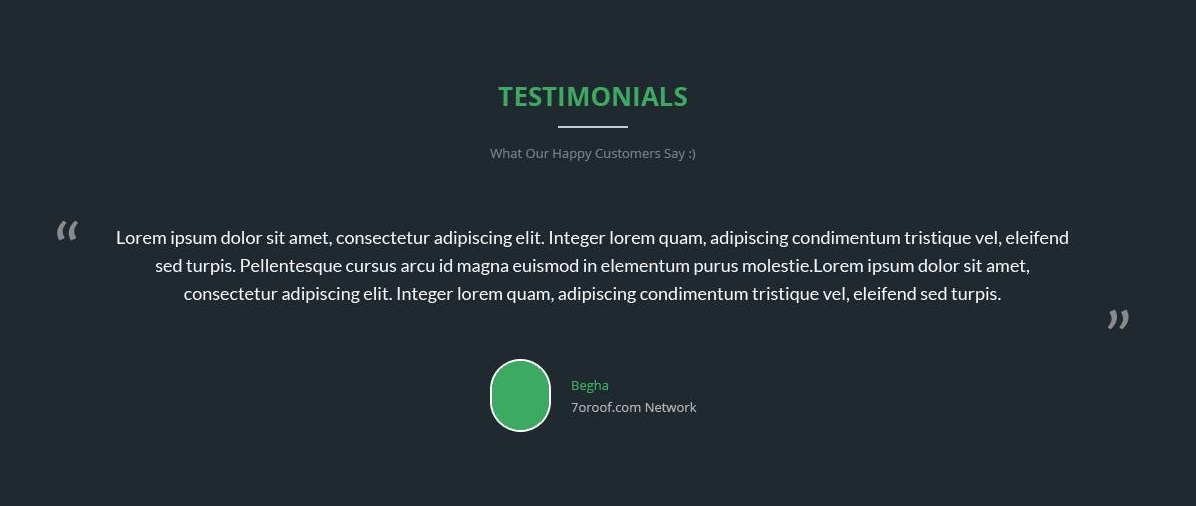 TESTIMONIALS
What Our Happy Customers Say :)
“
Lorem ipsum dolor sit amet, consectetur adipiscing elit. Integer lorem quam, adipiscing condimentum tristique vel, eleifend
sed turpis. Pellentesque cursus arcu id magna euismod in elementum purus molestie.Lorem ipsum dolor sit amet,
consectetur adipiscing elit. Integer lorem quam, adipiscing condimentum tristique vel, eleifend sed turpis.
”
Begha
7oroof.com Network